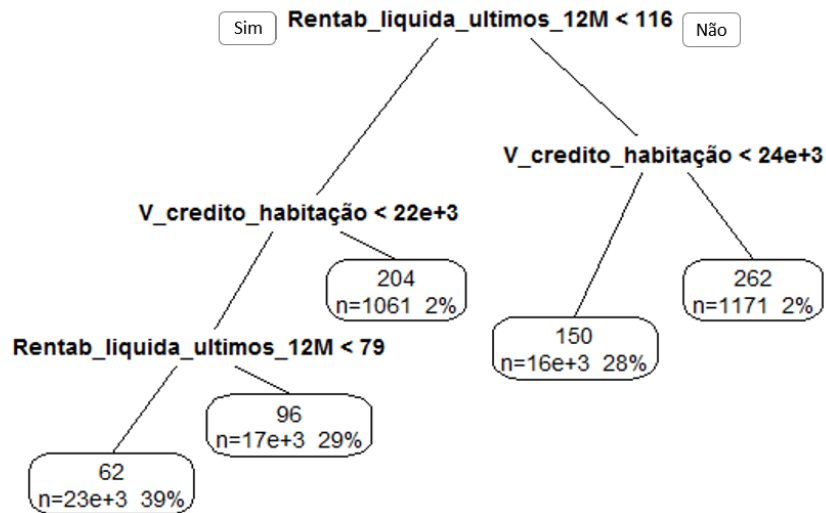 Sim
Rentab_liquida_ultimos_12M < 116
Não
V_credito_habitação < 24e+3
V_credito_habitação < 22e+3
204
n=1061 2%
262
n=1171 2%
150
n=16e+3 28%
Rentab_liquida_ultimos_12M < 79
96
n=17e+3 29%
62
n=23e+3 39%